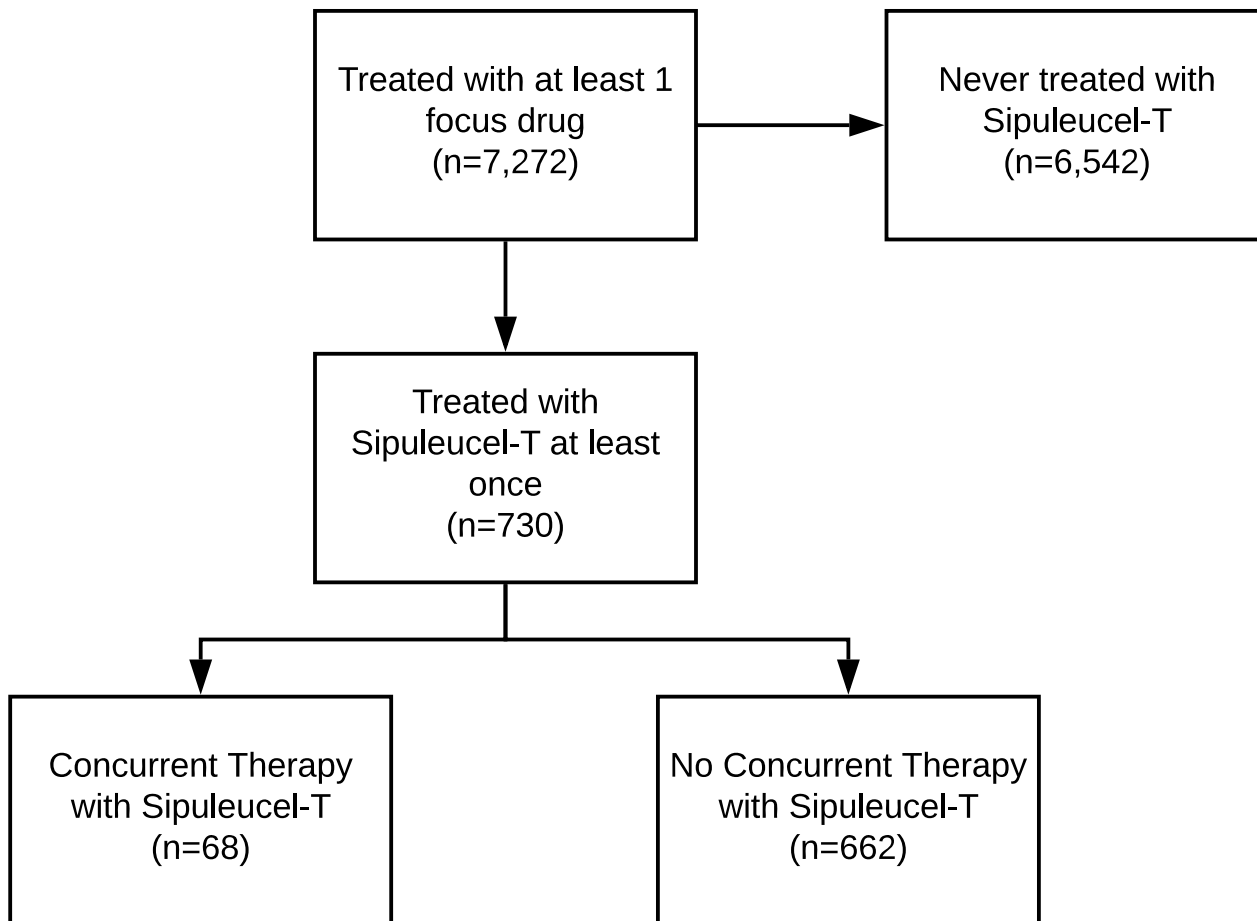 Treated with at least 1
focus drug
(n=7,272)
Never treated with
Sipuleucel-T
(n=6,542)
Treated with
Sipuleucel-T at least
once
(n=730)
Concurrent Therapy
with Sipuleucel-T
(n=68)
No Concurrent Therapy
with Sipuleucel-T
(n=662)